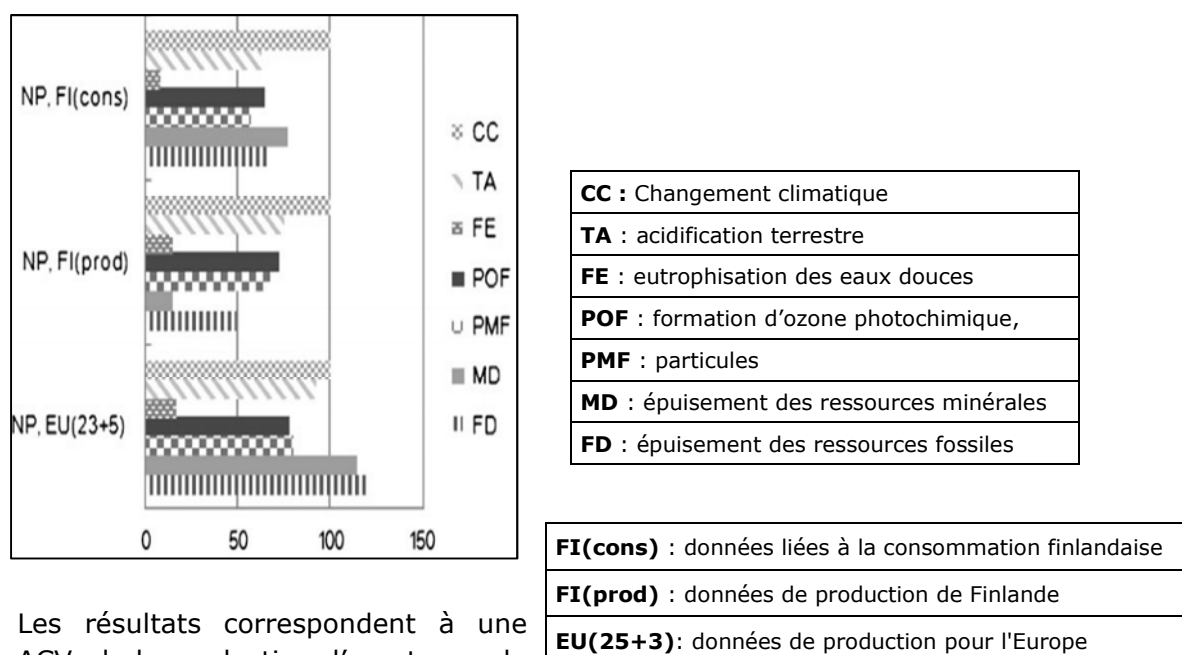 NP, FI(cons)
NP, FI(prod)
NP, EU(23+5)
0 50 100 150
CC
TA
FE
POF
PMF
MD
FD
CC : Changement climatique
TA : acidification terrestre
FE : eutrophisation des eaux douces
POF : formation d’ozone photochimique,
PMF : particules
MD : épuisement des ressources minérales
FD : épuisement des ressources fossiles
FI(cons) : données liées à la consommation finlandaise
FI(prod) : données de production de Finlande
EU(25+3): données de production pour l'Europe
Les résultats correspondent à une